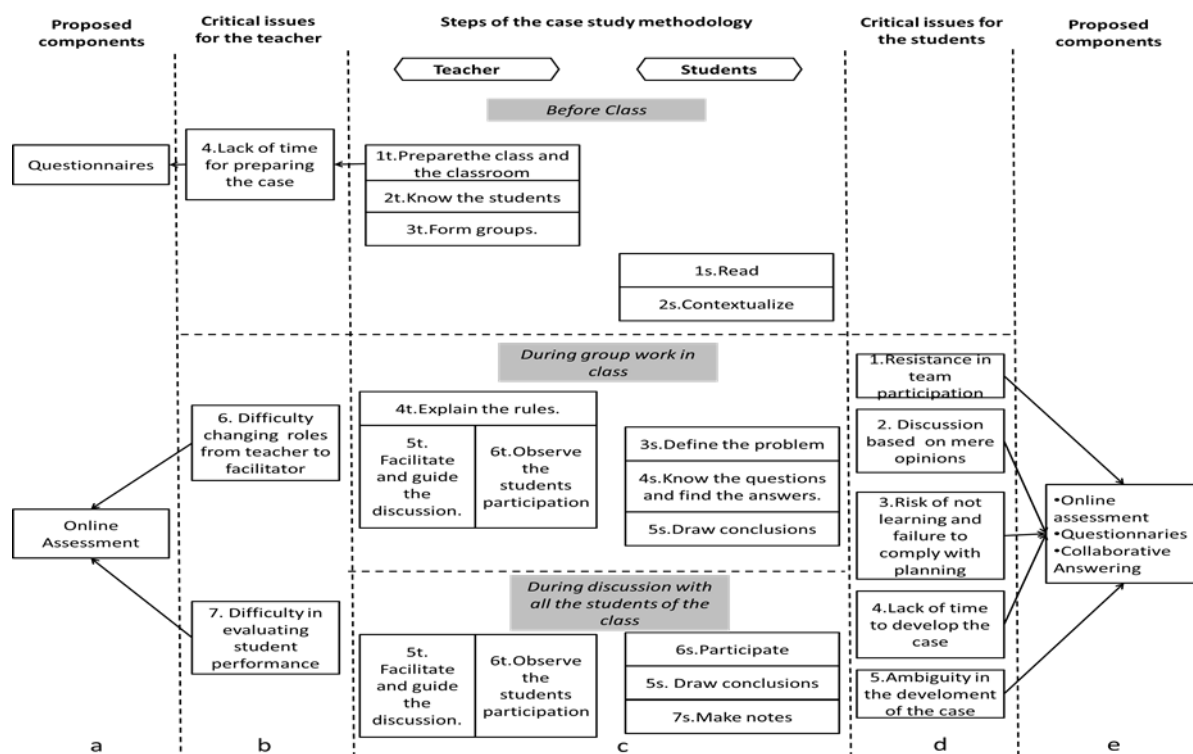 Proposed
components
Critical issues
for the teacher
Steps of the case study methodology
Critical issues for
the students
Proposed
components
Teacher
Students
Before Class
Questionnaires
4.Lack of time
for preparing
the case
1t.Preparethe class and
the classroom
2t.Know the students
3t.Form groups.
1s.Read
2s.Contextualize
During group work in
class
6. Difficulty
changing roles
from teacher to
facilitator
4t.Explain the rules.
5t.
Facilitate
and guide
the
discussion.
6t.Observe
the
students
participation
3s.Define the problem
4s.Know the questions
and find the answers.
5s.Draw conclusions
1.Resistance in
team
participation
2. Discussion
based on mere
opinions
3.Risk of not
learning and
failure to
comply with
planning
4.Lack of time
to develop the
case
5.Ambiguity in
the develoment
of the case
•Online
assessment
•Questionnaries
•Collaborative
Answering
Online
Assessment
During discussion with
all the students of the
class
7. Difficulty in
evaluating
student
performance
5t.
Facilitate
and guide
the
discussion.
6t.Observe
the
students
participation
6s.Participate
5s. Draw conclusions
7s.Make notes
a
b
c
d
e